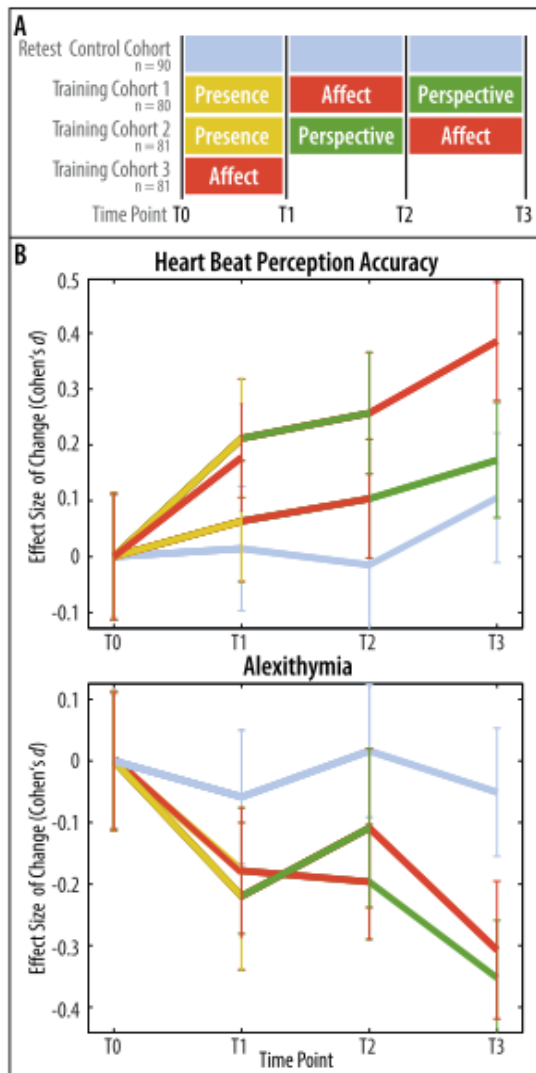 A
Retest Control Cohort
n = 90
Training Cohort 1
n = 80
Presence
Affect
Perspective
Training Cohort 2
n = 81
Presence
Perspective
Affect
Training Cohort 3
n = 81
Affect
Time Point T0 T1 T2 T3
B
Heart Beat Perception Accuracy
Effect Size of Change (Cohen's d)
0.5
0.4
0.3
0.2
0.1
0
-0.1
T0 T1 T2 T3
Alexithymia
Effect Size of Change (Cohen's d)
0.1
0
-0.1
-0.2
-0.3
-0.4
T0 T1 T2 T3
Time Point